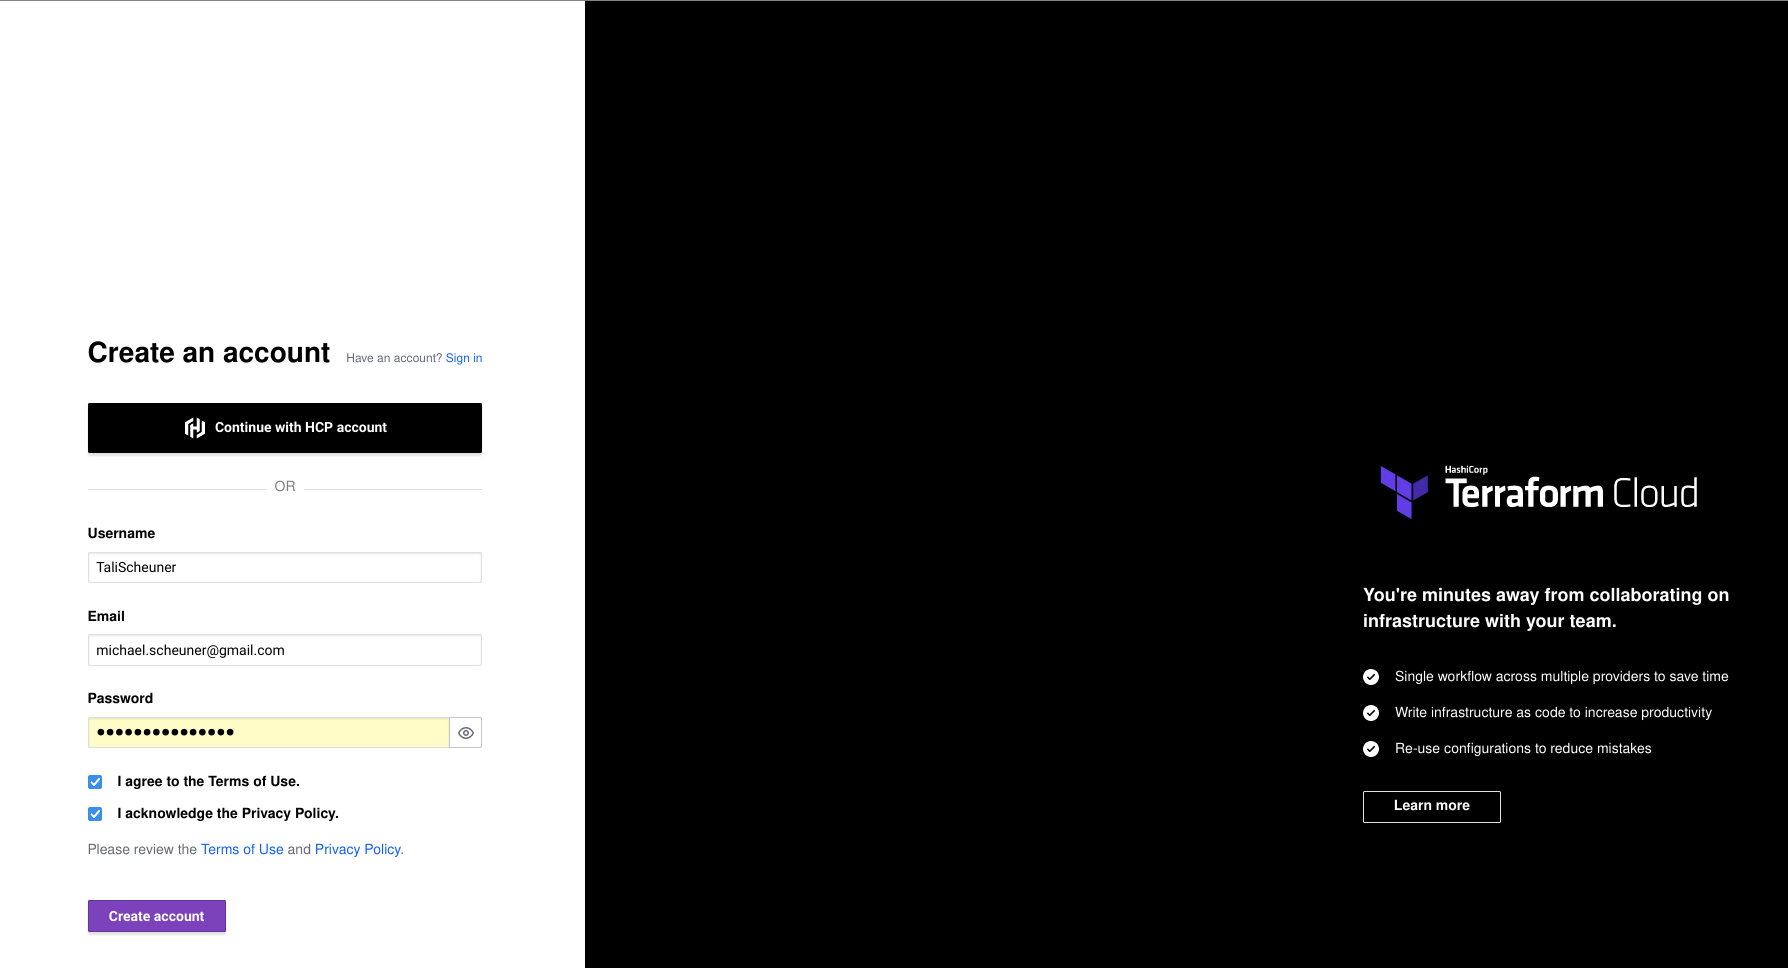 Create an account Have an account? Sign in
Continue with HCP account
OR
Username
TaliScheuner
Email
michael.scheuner@gmail.com
Password
●●●●●●●●●●●●●●●
I agree to the Terms of Use.
I acknowledge the Privacy Policy.
Please review the Terms of Use and Privacy Policy.
Create account
HashiCorp
Terraform Cloud
You're minutes away from collaborating on
infrastructure with your team.
Single workflow across multiple providers to save time
Write infrastructure as code to increase productivity
Re-use configurations to reduce mistakes
Learn more